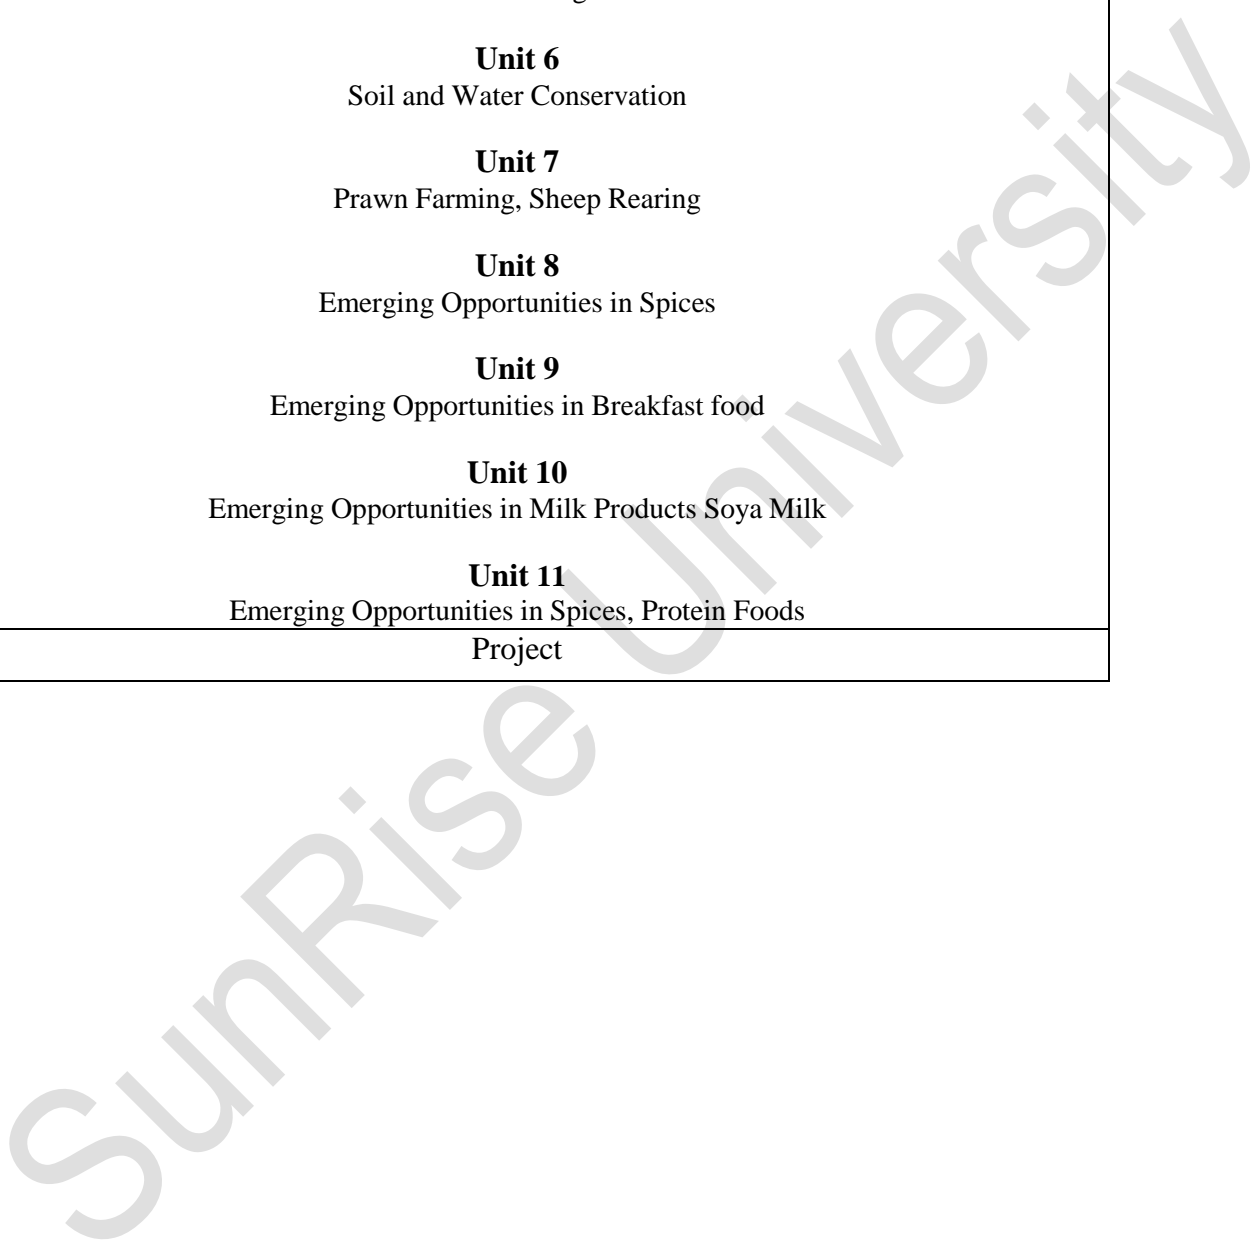 Unit 6
Soil and Water Conservation
Unit 7
Prawn Farming, Sheep Rearing
Unit 8
Emerging Opportunities in Spices
Unit 9
Emerging Opportunities in Breakfast food
Unit 10
Emerging Opportunities in Milk Products Soya Milk
Unit 11
Emerging Opportunities in Spices, Protein Foods
Project
SunRise University